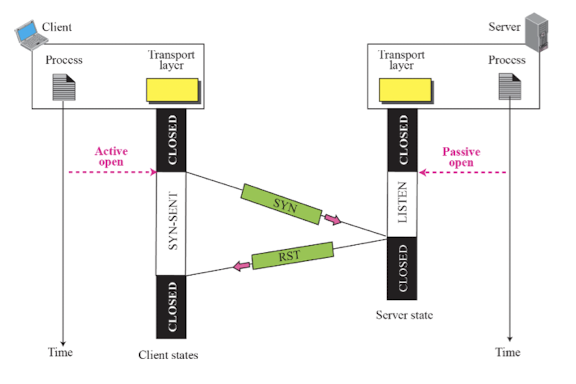 Client
Server
Process
Transport
layer
Transport
layer
Process
CLOSED
CLOSED
Active
open
Passive
open
SYN-SENT
SYN
LISTEN
RST
CLOSED
CLOSED
Server state
Time
Client states
Time